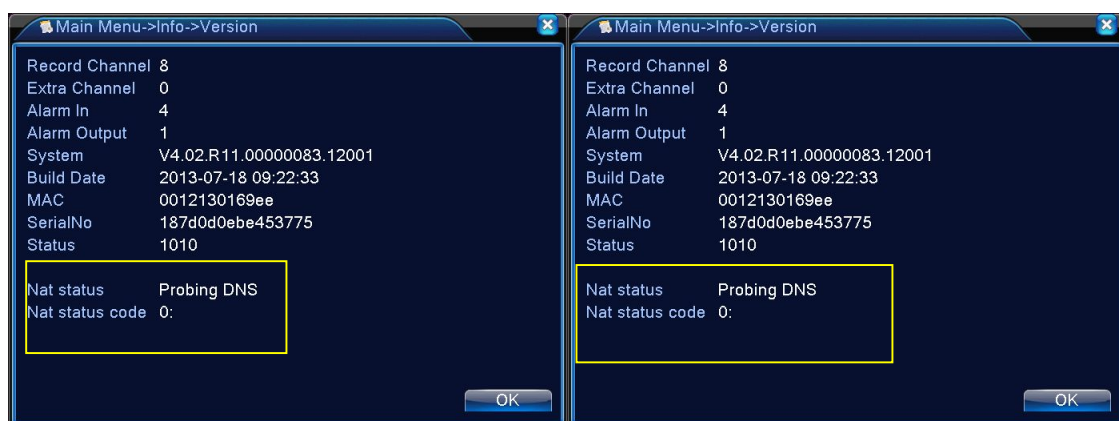 Main Menu->Info->Version
Record Channel 8
Extra Channel 0
Alarm In 4
Alarm Output 1
System V4.02.R11.00000083.12001
Build Date 2013-07-18 09:22:33
MAC 0012130169ee
SerialNo 187d0d0ebe453775
Status 1010
Nat status Probing DNS
Nat status code 0:
OK
Main Menu->Info->Version
Record Channel 8
Extra Channel 0
Alarm In 4
Alarm Output 1
System V4.02.R11.00000083.12001
Build Date 2013-07-18 09:22:33
MAC 0012130169ee
SerialNo 187d0d0ebe453775
Status 1010
Nat status Probing DNS
Nat status code 0:
OK